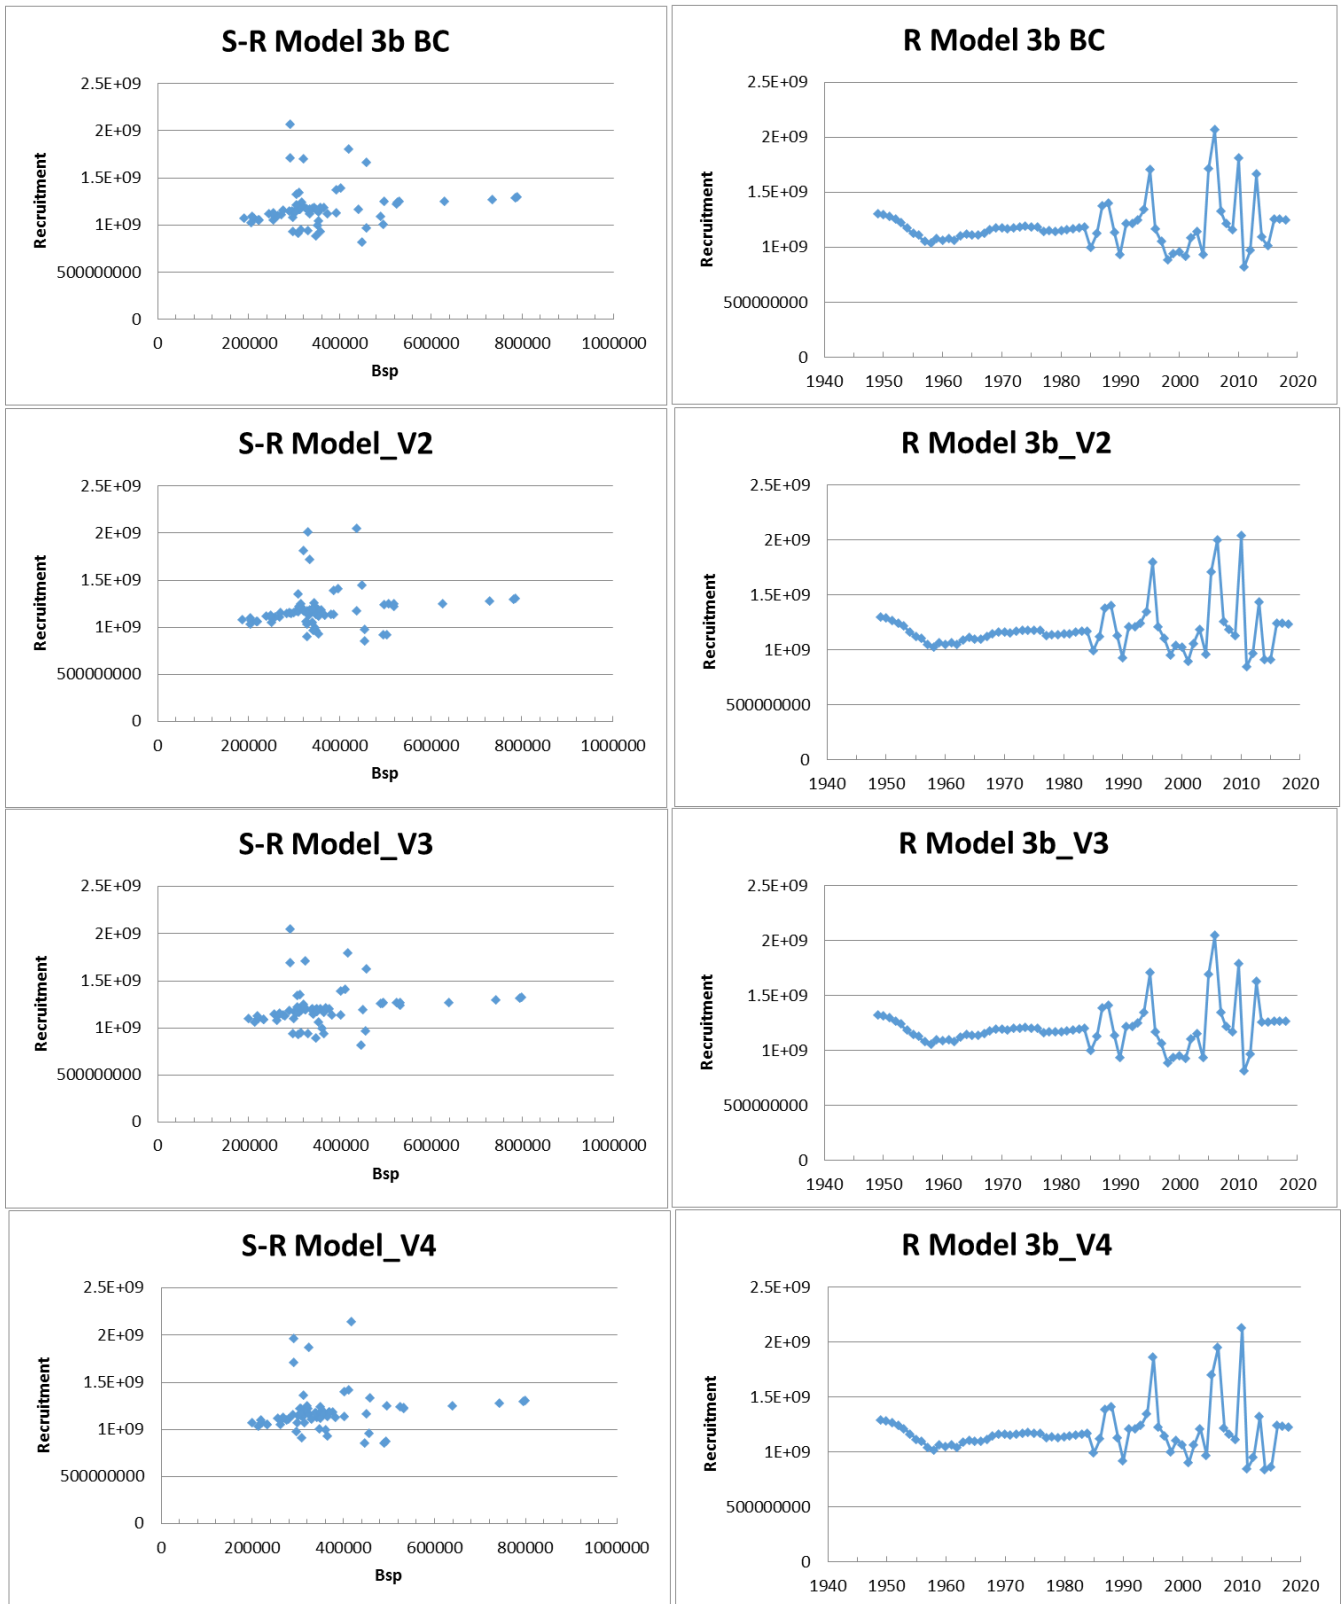 S-R Model 3b BC
2.5E+09
2E+09
1.5E+09
1E+09
500000000
0
Recruitment
0 200000 400000 600000 800000 1000000
Bsp
R Model 3b BC
2.5E+09
2E+09
1.5E+09
1E+09
500000000
0
Recruitment
1940 1950 1960 1970 1980 1990 2000 2010 2020
S-R Model_V2
2.5E+09
2E+09
1.5E+09
1E+09
500000000
0
Recruitment
0 200000 400000 600000 800000 1000000
Bsp
R Model 3b_V2
2.5E+09
2E+09
1.5E+09
1E+09
500000000
0
Recruitment
1940 1950 1960 1970 1980 1990 2000 2010 2020
S-R Model_V3
2.5E+09
2E+09
1.5E+09
1E+09
500000000
0
Recruitment
0 200000 400000 600000 800000 1000000
Bsp
R Model 3b_V3
2.5E+09
2E+09
1.5E+09
1E+09
500000000
0
Recruitment
1940 1950 1960 1970 1980 1990 2000 2010 2020
S-R Model_V4
2.5E+09
2E+09
1.5E+09
1E+09
500000000
0
Recruitment
0 200000 400000 600000 800000 1000000
Bsp
R Model 3b_V4
2.5E+09
2E+09
1.5E+09
1E+09
500000000
0
Recruitment
1940 1950 1960 1970 1980 1990 2000 2010 2020